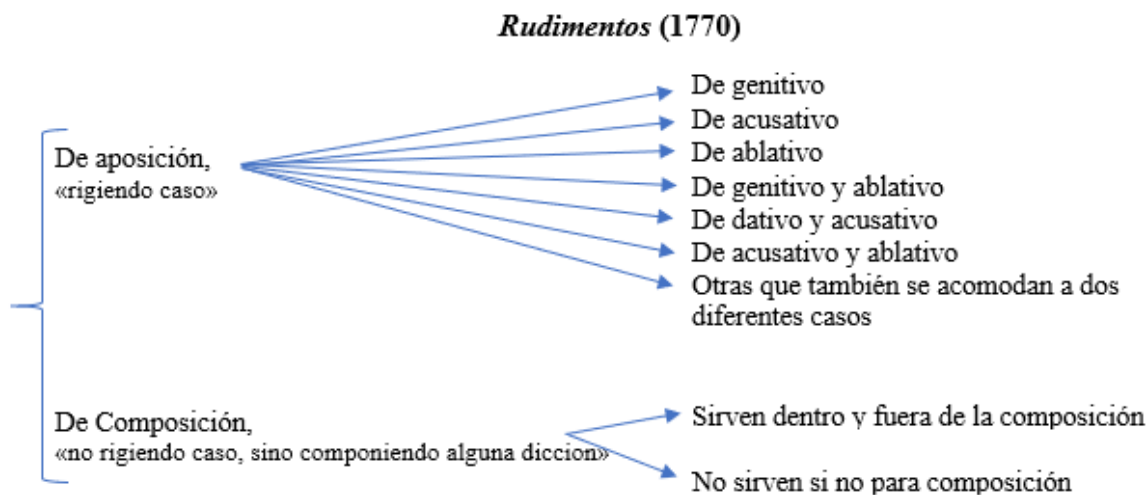 Rudimentos (1770)
De aposición,
«rigiendo caso»
De genitivo
De acusativo
De ablativo
De genitivo y ablativo
De dativo y acusativo
De acusativo y ablativo
Otras que también se acomodan a dos
diferentes casos
De Composición,
«no rigiendo caso, sino componiendo alguna diccion»
Sirven dentro y fuera de la composición
No sirven si no para composición